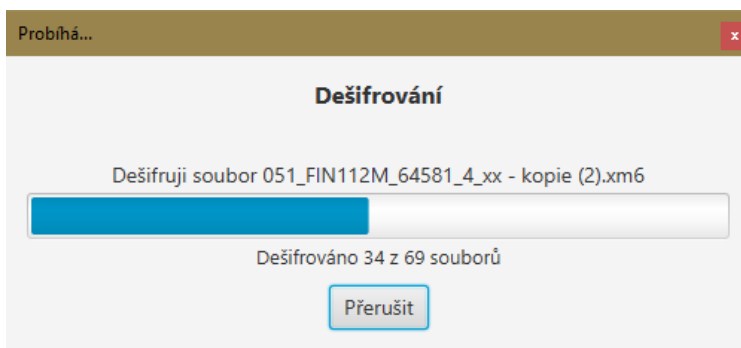 Probíhá...
x
Dešifrování
Dešifruji soubor 051_FIN112M_64581_4_xx - kopie (2).xm6
Dešifrováno 34 z 69 souborů
Přerušit